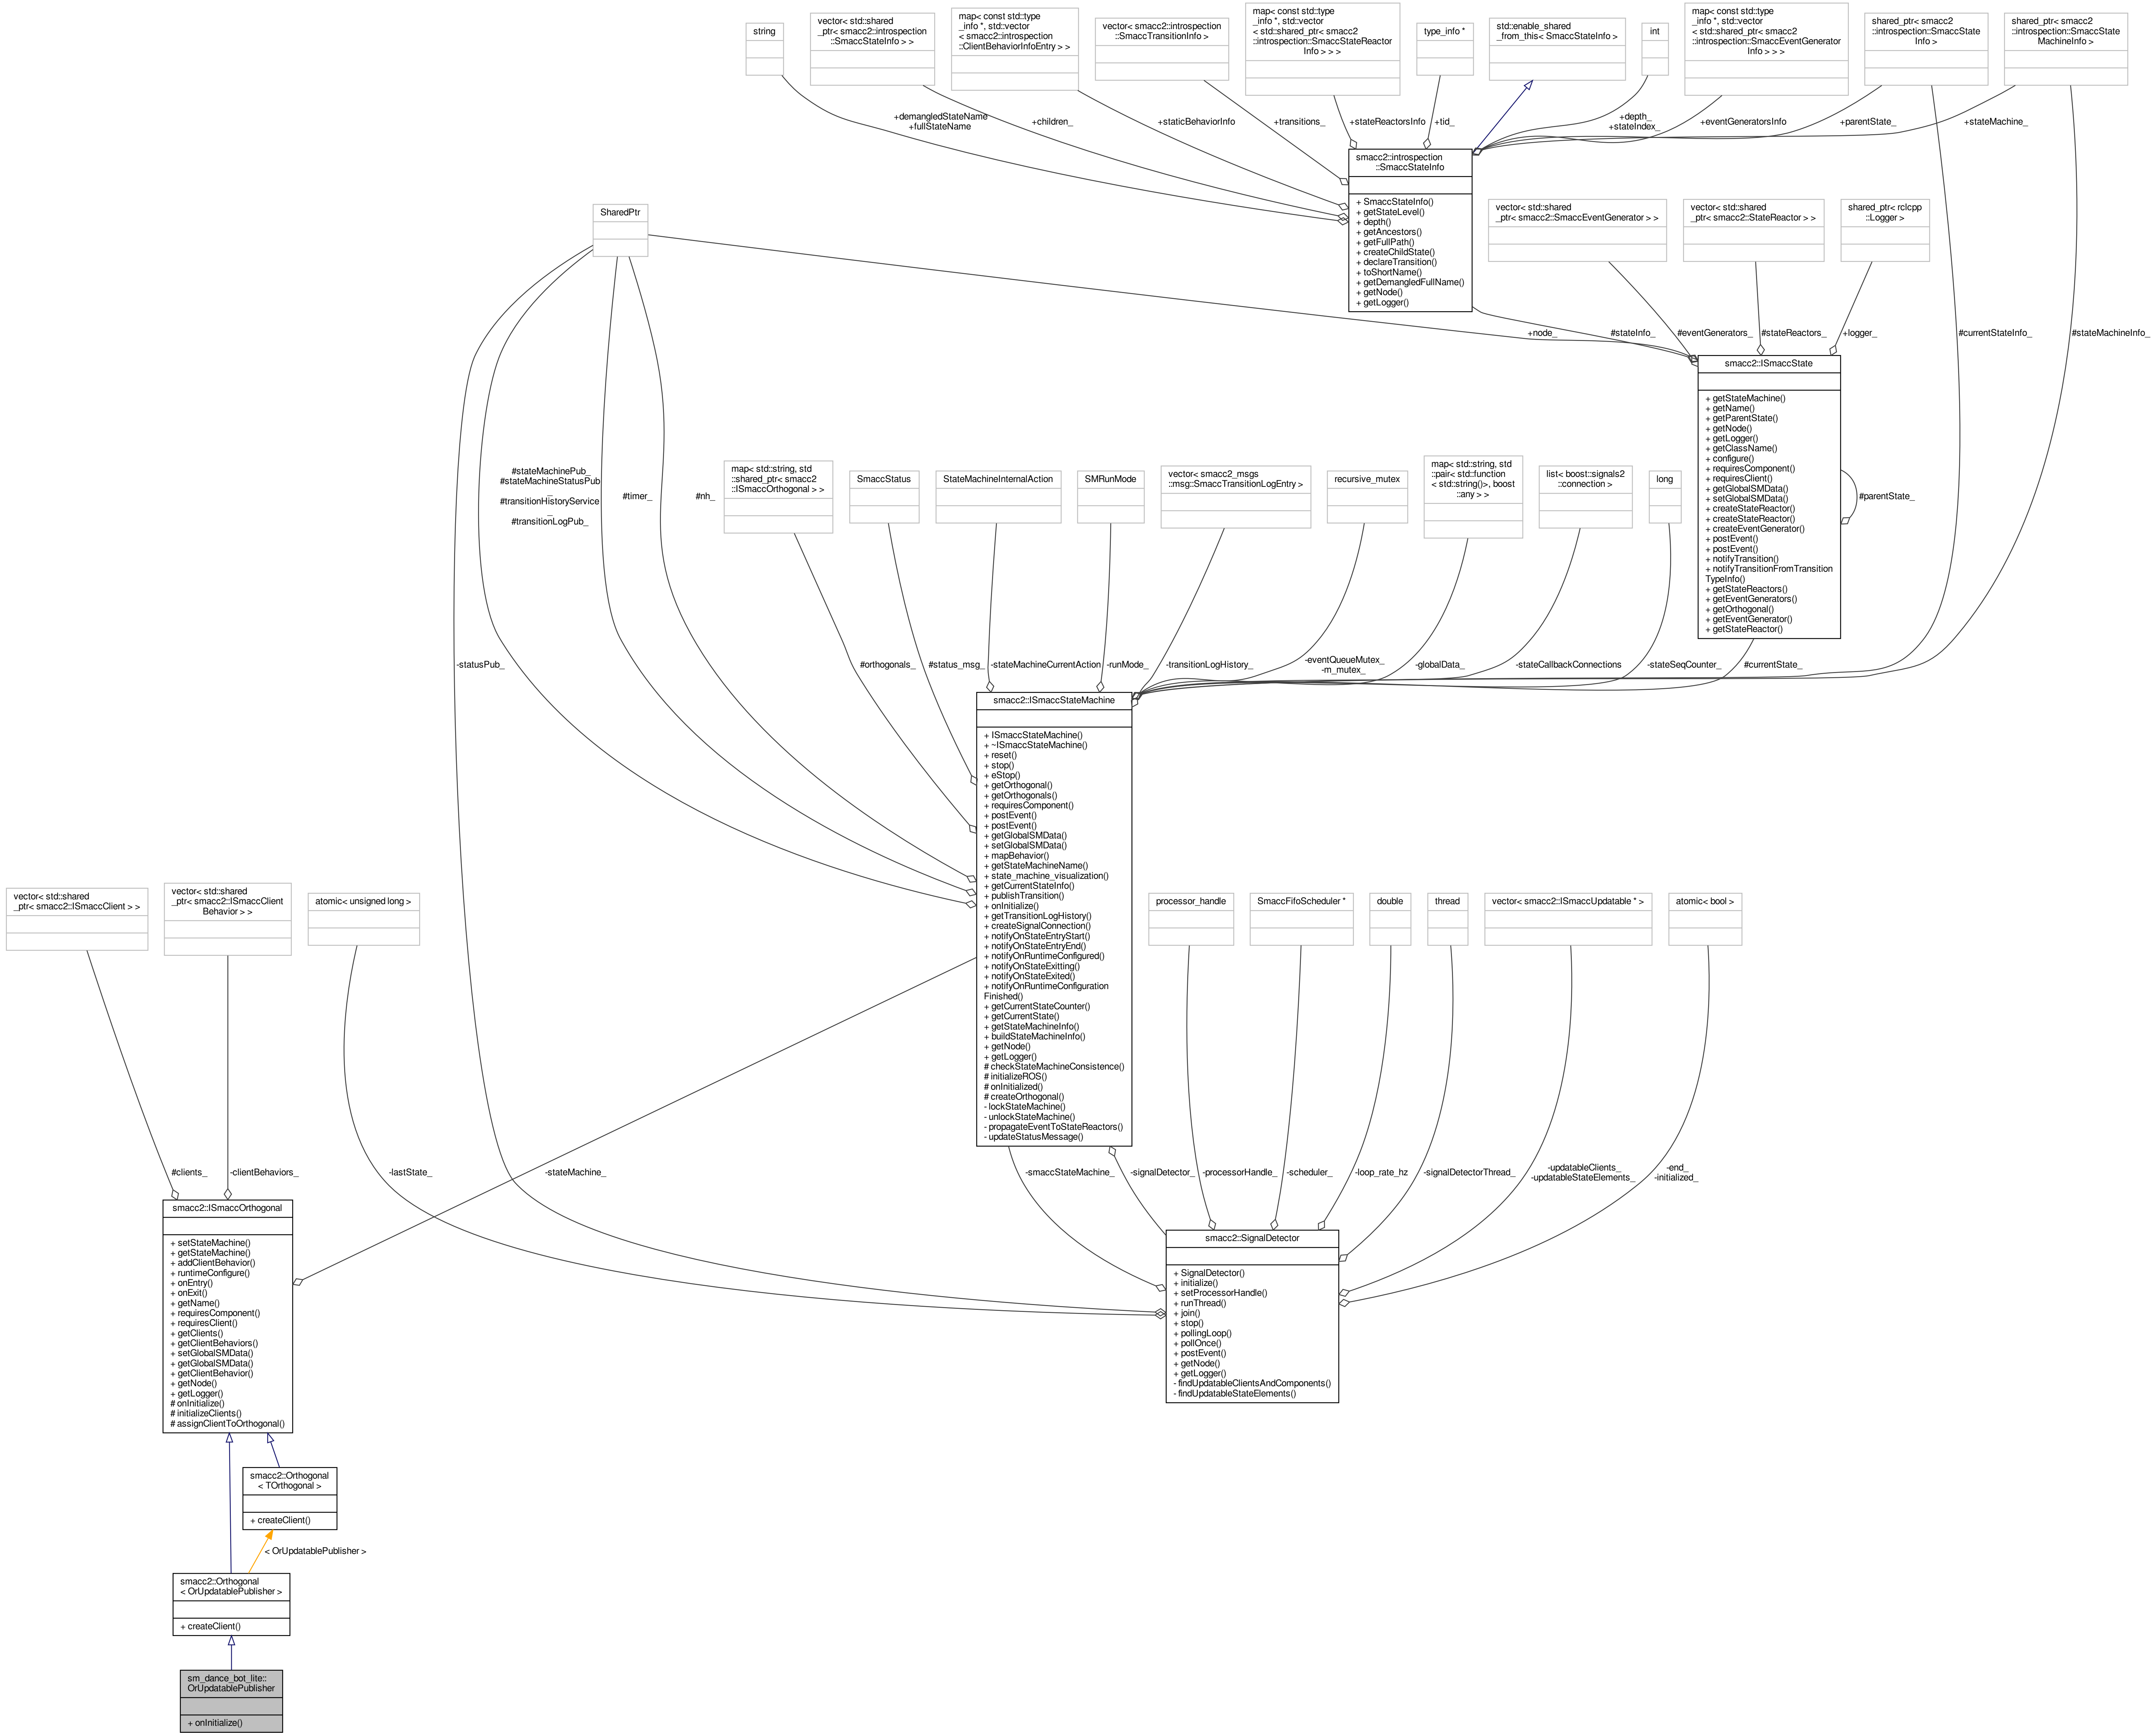 string
vector< std::shared
_ptr< smacc2::introspection
::SmaccStateInfo > >
map< const std::type
_info *, std::vector
< smacc2::introspection
::ClientBehaviorInfoEntry > >
vector< smacc2::introspection
::SmaccTransitionInfo >
map< const std::type
_info *, std::vector
< std::shared_ptr< smacc2
::introspection::SmaccStateReactor
Info > > >
type_info *
std::enable_shared
_from_this< SmaccStateInfo >
int
map< const std::type
_info *, std::vector
< std::shared_ptr< smacc2
::introspection::SmaccEventGenerator
Info > > >
shared_ptr< smacc2
::introspection::SmaccState
Info >
shared_ptr< smacc2
::introspection::SmaccState
MachineInfo >
+demangledStateName
+fullStateName
+children_
+staticBehaviorInfo
+transitions_
+stateReactorsInfo
+tid_
+depth_
+stateIndex_
+eventGeneratorsInfo
+parentState_
+stateMachine_
smacc2::introspection
::SmaccStateInfo
+ SmaccStateInfo()
+ getStateLevel()
+ depth()
+ getAncestors()
+ getFullPath()
+ createChildState()
+ declareTransition()
+ toShortName()
+ getDemangledFullName()
+ getNode()
+ getLogger()
SharedPtr
vector< std::shared
_ptr< smacc2::SmaccEventGenerator > >
vector< std::shared
_ptr< smacc2::StateReactor > >
shared_ptr< rclcpp
::Logger >
+node_
#stateInfo_
#eventGenerators_
#stateReactors_
+logger_
#currentStateInfo_
#stateMachineInfo_
smacc2::ISmaccState
+ getStateMachine()
+ getName()
+ getParentState()
+ getNode()
+ getLogger()
+ getClassName()
+ configure()
+ requiresComponent()
+ requiresClient()
+ getGlobalSMData()
+ setGlobalSMData()
+ createStateReactor()
+ createStateReactor()
+ createEventGenerator()
+ postEvent()
+ postEvent()
+ notifyTransition()
+ notifyTransitionFromTransition
TypeInfo()
+ getStateReactors()
+ getEventGenerators()
+ getOrthogonal()
+ getEventGenerator()
+ getStateReactor()
#parentState_
#stateMachinePub_
#stateMachineStatusPub
_
#transitionHistoryService
_
#transitionLogPub_
#timer_
#nh_
map< std::string, std
::shared_ptr< smacc2
::ISmaccOrthogonal > >
SmaccStatus
StateMachineInternalAction
SMRunMode
vector< smacc2_msgs
::msg::SmaccTransitionLogEntry >
recursive_mutex
map< std::string, std
::pair< std::function
< std::string()>, boost
::any > >
list< boost::signals2
::connection >
long
-statusPub_
#orthogonals_
#status_msg_
-stateMachineCurrentAction
-runMode_
-transitionLogHistory_
-eventQueueMutex_
-m_mutex_
-globalData_
-stateCallbackConnections
-stateSeqCounter_
#currentState_
smacc2::ISmaccStateMachine
+ ISmaccStateMachine()
+ ~ISmaccStateMachine()
+ reset()
+ stop()
+ eStop()
+ getOrthogonal()
+ getOrthogonals()
+ requiresComponent()
+ postEvent()
+ postEvent()
+ getGlobalSMData()
+ setGlobalSMData()
+ mapBehavior()
+ getStateMachineName()
+ state_machine_visualization()
+ getCurrentStateInfo()
+ publishTransition()
+ onInitialize()
+ getTransitionLogHistory()
+ createSignalConnection()
+ notifyOnStateEntryStart()
+ notifyOnStateEntryEnd()
+ notifyOnRuntimeConfigured()
+ notifyOnStateExitting()
+ notifyOnStateExited()
+ notifyOnRuntimeConfiguration
Finished()
+ getCurrentStateCounter()
+ getCurrentState()
+ getStateMachineInfo()
+ buildStateMachineInfo()
+ getNode()
+ getLogger()
# checkStateMachineConsistence()
# initializeROS()
# onInitialized()
# createOrthogonal()
- lockStateMachine()
- unlockStateMachine()
- propagateEventToStateReactors()
- updateStatusMessage()
vector< std::shared
_ptr< smacc2::ISmaccClient > >
vector< std::shared
_ptr< smacc2::ISmaccClient
Behavior > >
atomic< unsigned long >
processor_handle
SmaccFifoScheduler *
double
thread
vector< smacc2::ISmaccUpdatable * >
atomic< bool >
#clients_
-clientBehaviors_
-lastState_
-stateMachine_
-smaccStateMachine_
-signalDetector_
-processorHandle_
-scheduler_
-loop_rate_hz
-signalDetectorThread_
-updatableClients_
-updatableStateElements_
-end_
-initialized_
smacc2::ISmaccOrthogonal
+ setStateMachine()
+ getStateMachine()
+ addClientBehavior()
+ runtimeConfigure()
+ onEntry()
+ onExit()
+ getName()
+ requiresComponent()
+ requiresClient()
+ getClients()
+ getClientBehaviors()
+ setGlobalSMData()
+ getGlobalSMData()
+ getClientBehavior()
+ getNode()
+ getLogger()
# onInitialize()
# initializeClients()
# assignClientToOrthogonal()
smacc2::SignalDetector
+ SignalDetector()
+ initialize()
+ setProcessorHandle()
+ runThread()
+ join()
+ stop()
+ pollingLoop()
+ pollOnce()
+ postEvent()
+ getNode()
+ getLogger()
- findUpdatableClientsAndComponents()
- findUpdatableStateElements()
smacc2::Orthogonal
< TOrthogonal >
+ createClient()
< OrUpdatablePublisher >
smacc2::Orthogonal
< OrUpdatablePublisher >
+ createClient()
sm_dance_bot_lite::
OrUpdatablePublisher
+ onInitialize()